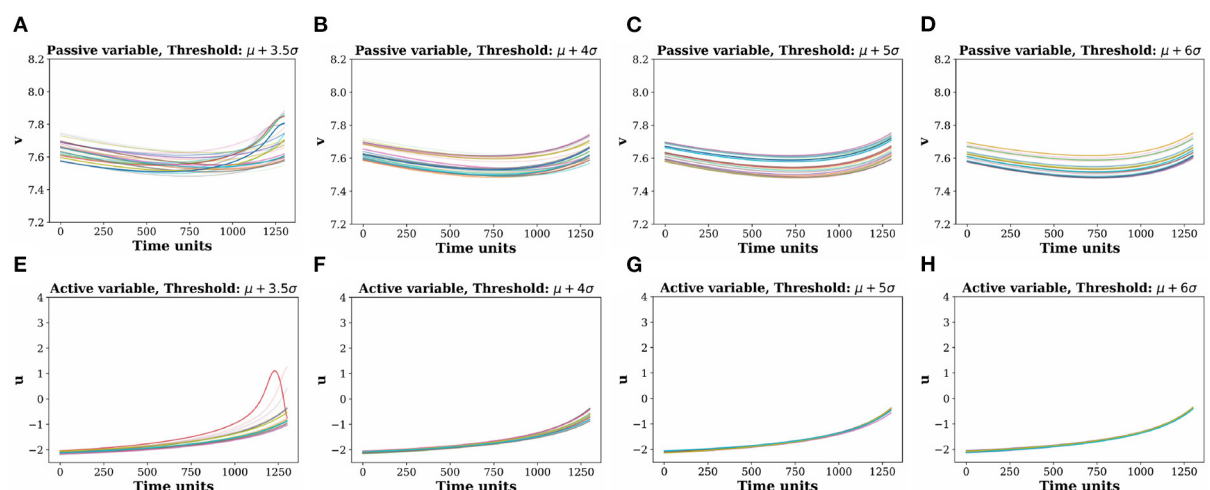 A B C D
Passive variable, Threshold: μ + 3.5σ Passive variable, Threshold: μ + 4σ Passive variable, Threshold: μ + 5σ Passive variable, Threshold: μ + 6σ
8.2 8.2 8.2 8.2
8.0 8.0 8.0 8.0
7.8 7.8 7.8 7.8
v v v v
7.6 7.6 7.6 7.6
7.4 7.4 7.4 7.4
7.2 7.2 7.2 7.2
0 250 500 750 1000 1250 0 250 500 750 1000 1250 0 250 500 750 1000 1250 0 250 500 750 1000 1250
Time units Time units Time units Time units
E F G H
Active variable, Threshold: μ + 3.5σ Active variable, Threshold: μ + 4σ Active variable, Threshold: μ + 5σ Active variable, Threshold: μ + 6σ
4 4 4 4
3 3 3 3
2 2 2 2
1 1 1 1
u u u u
0 0 0 0
−1 −1 −1 −1
−2 −2 −2 −2
0 250 500 750 1000 1250 0 250 500 750 1000 1250 0 250 500 750 1000 1250 0 250 500 750 1000 1250
Time units Time units Time units Time units